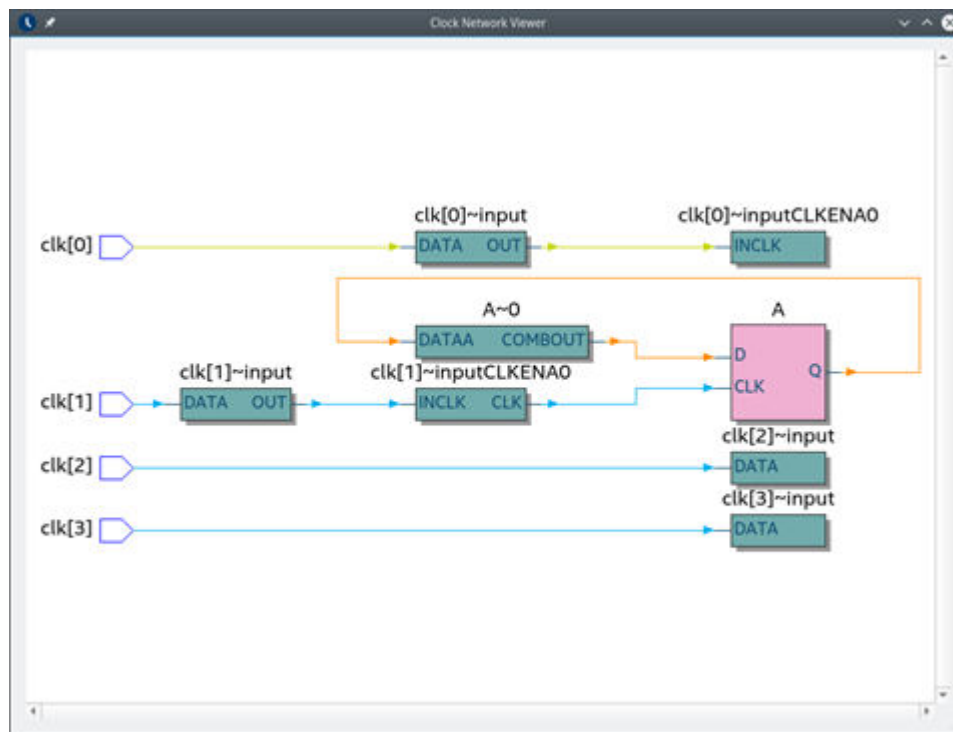 Clock Network Viewer
clk[0]~input
clk[0]~inputCLKENA0
clk[0]
DATA OUT
INCLK
A~0
A
DATAA COMBOUT
D
Q
CLK
clk[1]~input
clk[1]~inputCLKENA0
clk[1]
DATA OUT
INCLK CLK
clk[2]~input
clk[2]
DATA
clk[3]~input
clk[3]
DATA